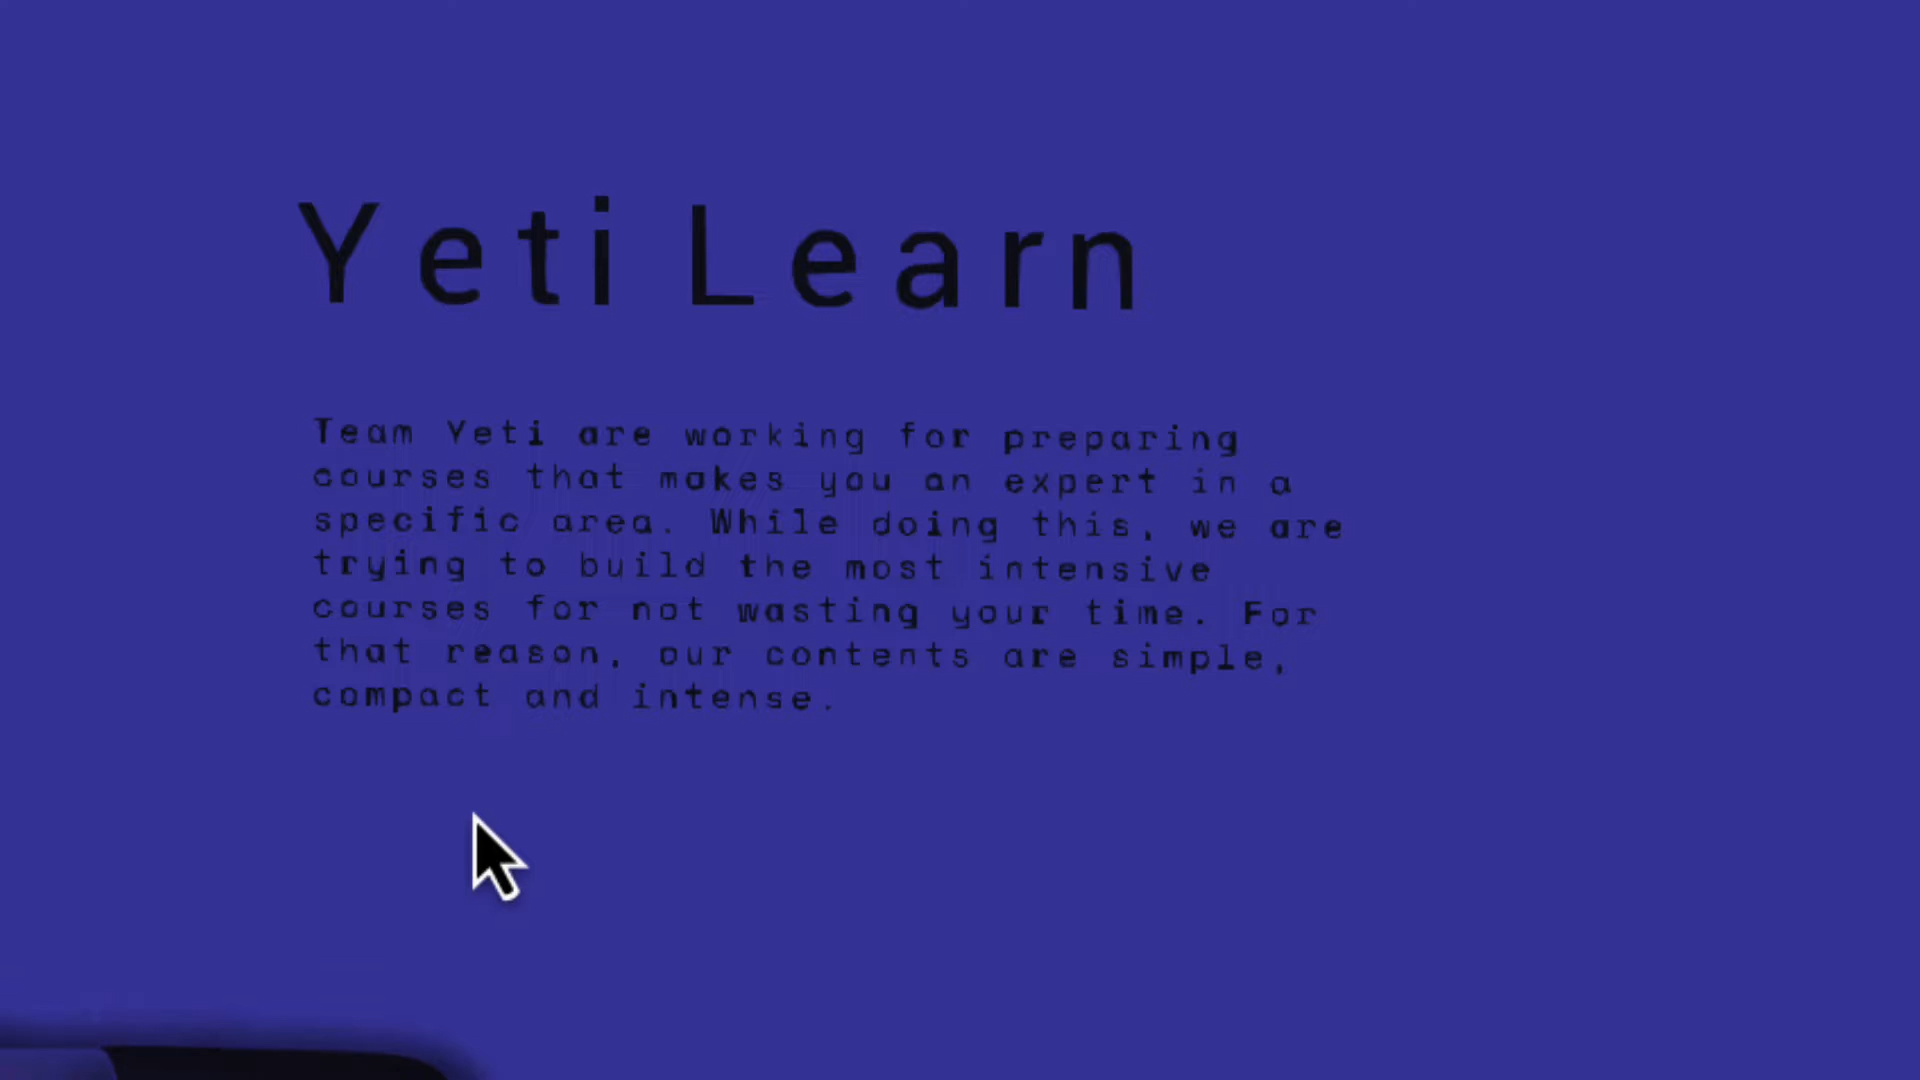 Yeti Learn
Team Yeti are working for preparing
courses that makes you an expert in a
specific area. While doing this, we are
trying to build the most intensive
courses for not wasting your time. For
that reason, our contents are simple,
compact and intense.